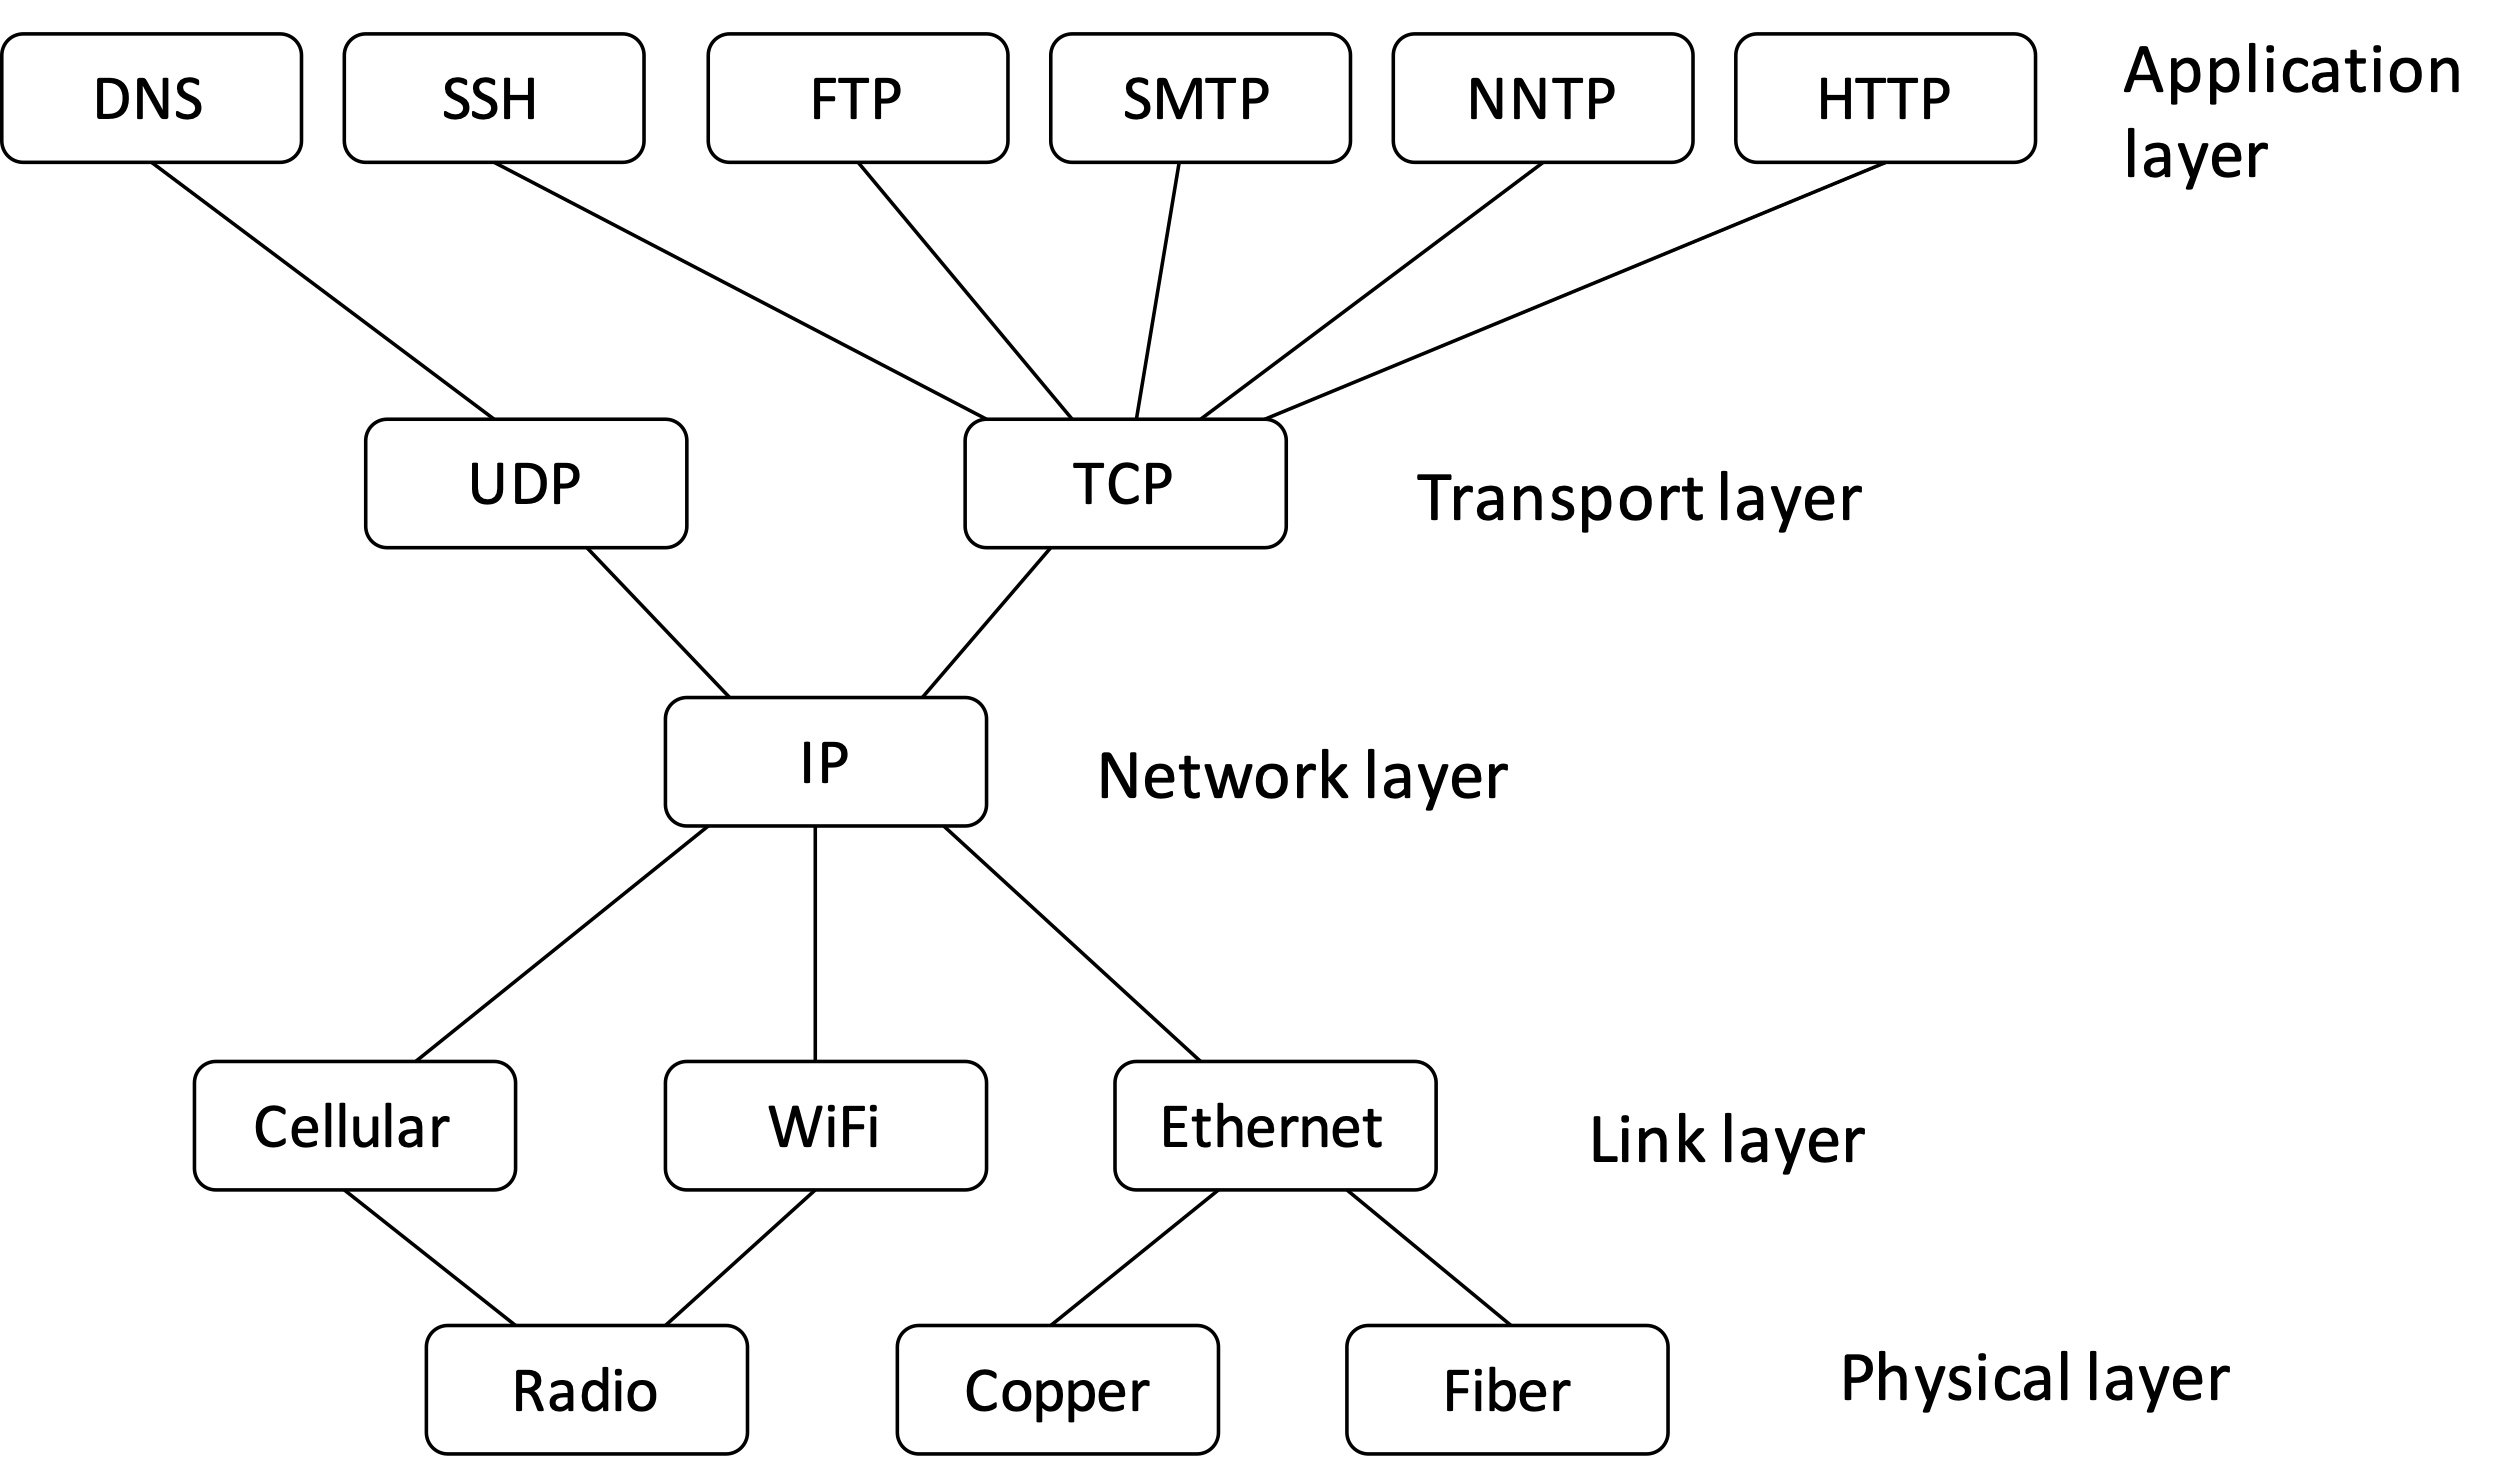 DNS
SSH
FTP
SMTP
NNTP
HTTP
Application
layer
UDP
TCP
Transport layer
IP
Network layer
Cellular
WiFi
Ethernet
Link layer
Radio
Copper
Fiber
Physical layer